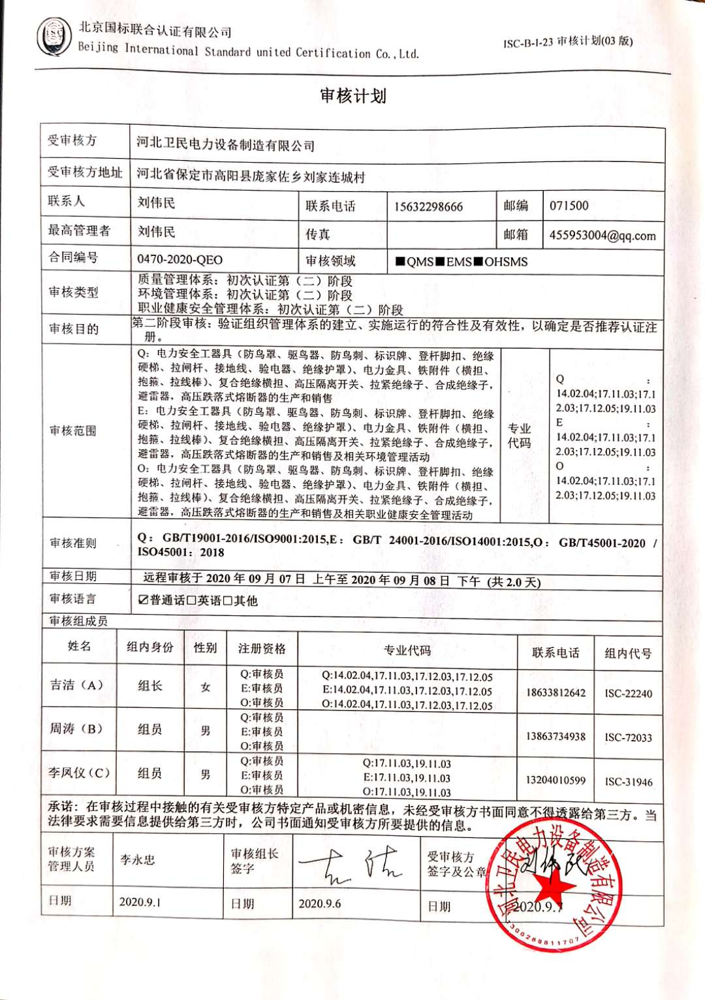 北京国标联合认证有限公司
Beijing International Standard united Certification Co.,Ltd.
ISC-B-I-23 审核计划(03 版)
审核计划
受审核方 河北卫民电力设备制造有限公司
受审核方地址 河北省保定市高阳县庞家佐乡刘家连城村
联系人 刘伟民 联系电话 15632298666 邮编 071500
最高管理者 刘伟民 传真 邮箱 455953004@qq.com
合同编号 0470-2020-QEO 审核领域 ■QMS■EMS■OHSMS
审核类型
质量管理体系：初次认证第（二）阶段
环境管理体系：初次认证第（二）阶段
职业健康安全管理体系：初次认证第（二）阶段
审核目的
第二阶段审核：验证组织管理体系的建立、实施运行的符合性及有效性，以确定是否推荐认证注
册。
审核范围
Q：电力安全工器具（防鸟罩、驱鸟器、防鸟刺、标识牌、登杆脚扣、绝缘
硬梯、拉闸杆、接地线、验电器、绝缘护罩）、电力金具、铁附件（横担、
抱箍、拉线棒）、复合绝缘横担、高压隔离开关、拉紧绝缘子、合成绝缘子，
避雷器，高压跌落式熔断器的生产和销售
E：电力安全工器具（防鸟罩、驱鸟器、防鸟刺、标识牌、登杆脚扣、绝缘
硬梯、拉闸杆、接地线、验电器、绝缘护罩）、电力金具、铁附件（横担、
抱箍、拉线棒）、复合绝缘横担、高压隔离开关、拉紧绝缘子、合成绝缘子，
避雷器，高压跌落式熔断器的生产和销售及相关环境管理活动
O：电力安全工器具（防鸟罩、驱鸟器、防鸟刺、标识牌、登杆脚扣、绝缘
硬梯、拉闸杆、接地线、验电器、绝缘护罩）、电力金具、铁附件（横担、
抱箍、拉线棒）、复合绝缘横担、高压隔离开关、拉紧绝缘子、合成绝缘子，
避雷器，高压跌落式熔断器的生产和销售及相关职业健康安全管理活动
专业
代码
Q ：
14.02.04;17.11.03;17.1
2.03;17.12.05;19.11.03
E ：
14.02.04;17.11.03;17.1
2.03;17.12.05;19.11.03
O ：
14.02.04;17.11.03;17.1
2.03;17.12.05;19.11.03
审核准则
Q： GB/T19001-2016/ISO9001:2015,E：GB/T 24001-2016/ISO14001:2015,O：GB/T45001-2020 /
ISO45001：2018
审核日期 远程审核于 2020 年 09 月 07 日 上午至 2020 年 09 月 08 日 下午 (共 2.0 天)
审核语言 ☑普通话□英语□其他
审核组成员
姓名 组内身份 性别 注册资格 专业代码 联系电话 组内代号
吉洁（A） 组长 女
Q:审核员
E:审核员
O:审核员
Q:14.02.04,17.11.03,17.12.03,17.12.05
E:14.02.04,17.11.03,17.12.03,17.12.05
O:14.02.04,17.11.03,17.12.03,17.12.05
18633812642 ISC-22240
周涛（B） 组员 男
Q:审核员
E:审核员
O:审核员
13863734938 ISC-72033
李凤仪（C） 组员 男
Q:审核员
E:审核员
O:审核员
Q:17.11.03,19.11.03
E:17.11.03,19.11.03
O:17.11.03,19.11.03
13204010599 ISC-31946
承诺：在审核过程中接触的有关受审核方特定产品或机密信息，未经受审核方书面同意不得透露给第三方。当
法律要求需要信息提供给第三方时，公司书面通知受审核方所要提供的信息。
审核方案
管理人员
李永忠
审核组长
签字
吉洁
受审核方
签字及公章
刘伟民
日期 2020.9.1 日期 2020.9.6 日期 2020.9.7
河北卫民电力设备制造有限公司
1306288811707